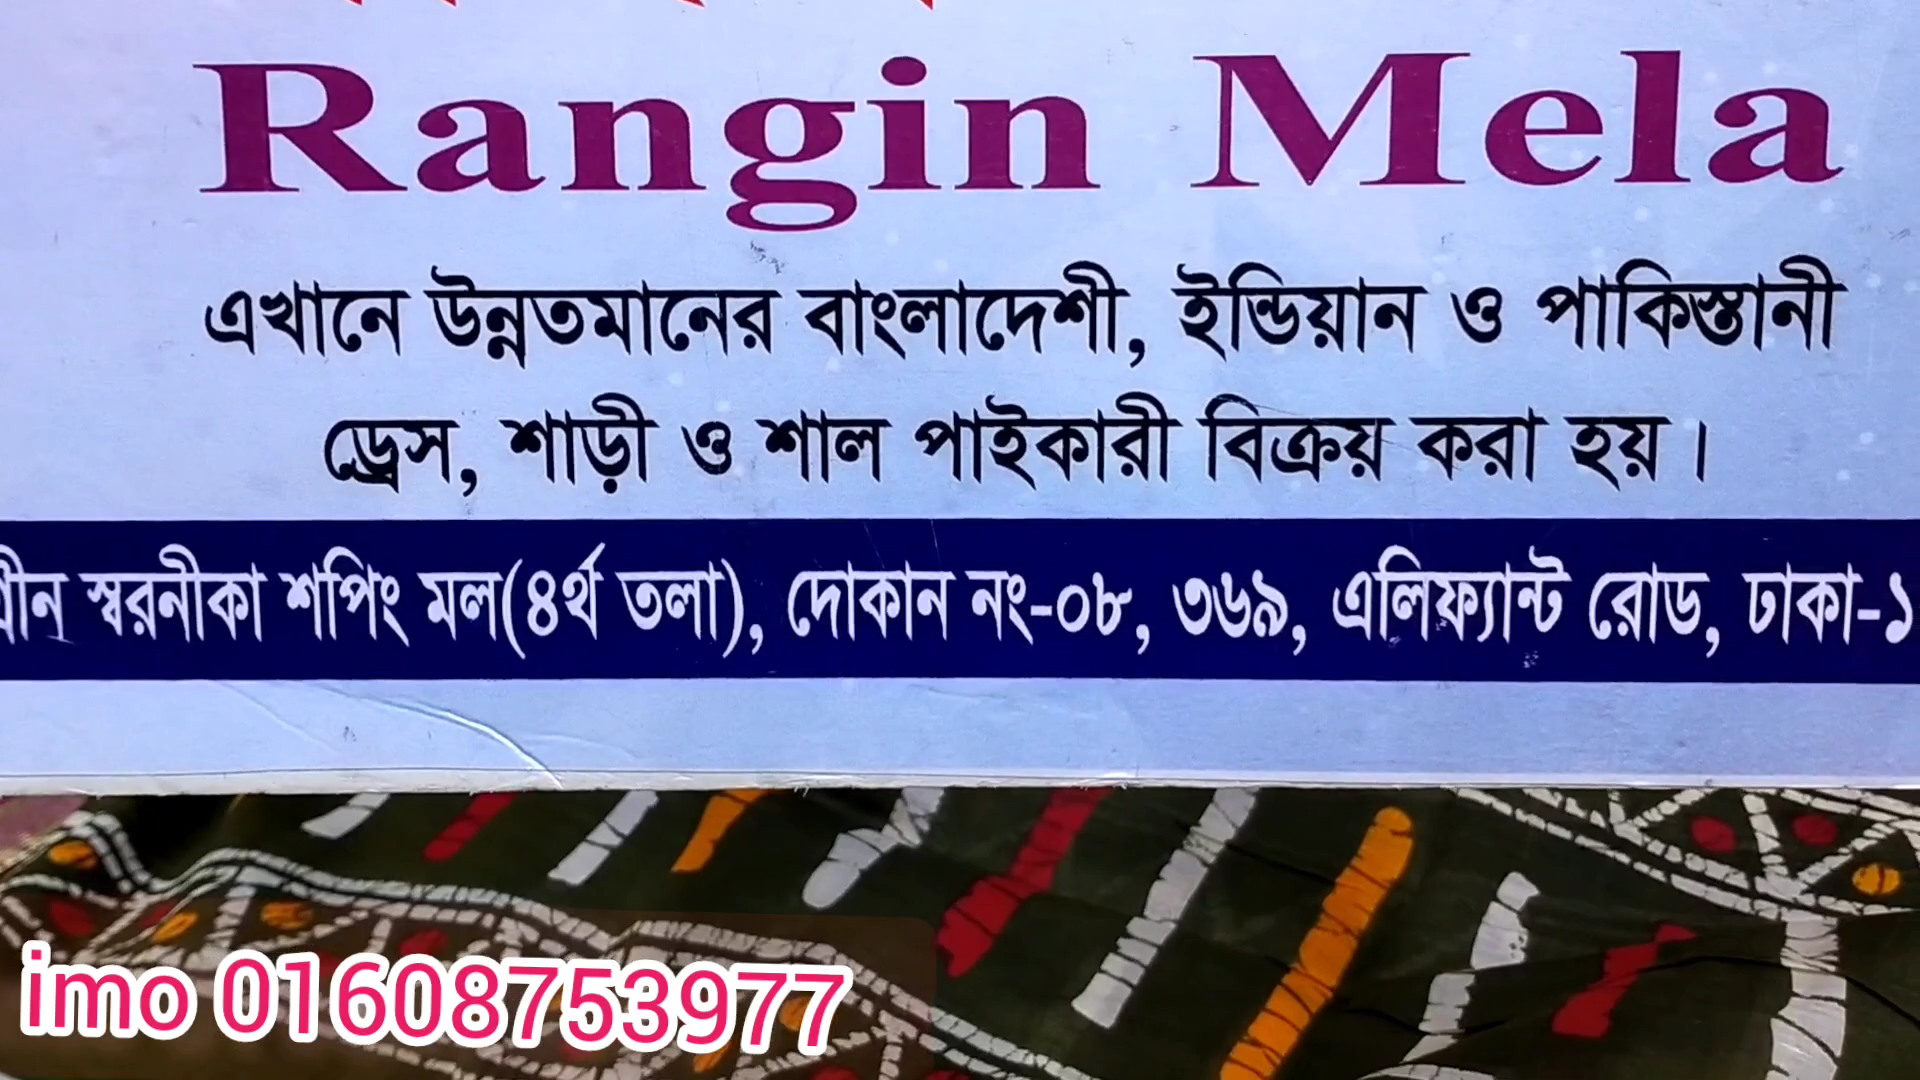 Rangin Mela
এখানে উন্নতমানের বাংলাদেশী, ইন্ডিয়ান ও পাকিস্তানী
ড্রেস, শাড়ী ও শাল পাইকারী বিক্রয় করা হয়।
স্বরনীকা শপিং মল(৪র্থ তলা), দোকান নং-০৮, ৩৬৯, এলিফ্যান্ট রোড, ঢাকা-১
imo 01608753977